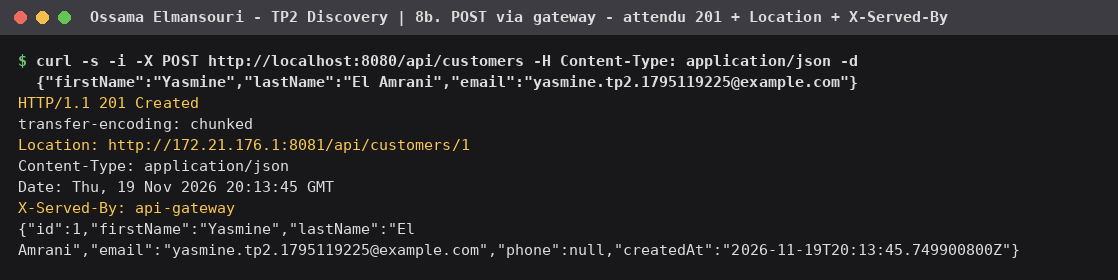 Ossama Elmansouri - TP2 Discovery | 8b. POST via gateway - attendu 201 + Location + X-Served-By
$ curl -s -i -X POST http://localhost:8080/api/customers -H Content-Type: application/json -d
{"firstName":"Yasmine","lastName":"El Amrani","email":"yasmine.tp2.1795119225@example.com"}
HTTP/1.1 201 Created
transfer-encoding: chunked
Location: http://172.21.176.1:8081/api/customers/1
Content-Type: application/json
Date: Thu, 19 Nov 2026 20:13:45 GMT
X-Served-By: api-gateway
{"id":1,"firstName":"Yasmine","lastName":"El
Amrani","email":"yasmine.tp2.1795119225@example.com","phone":null,"createdAt":"2026-11-19T20:13:45.749900800Z"}